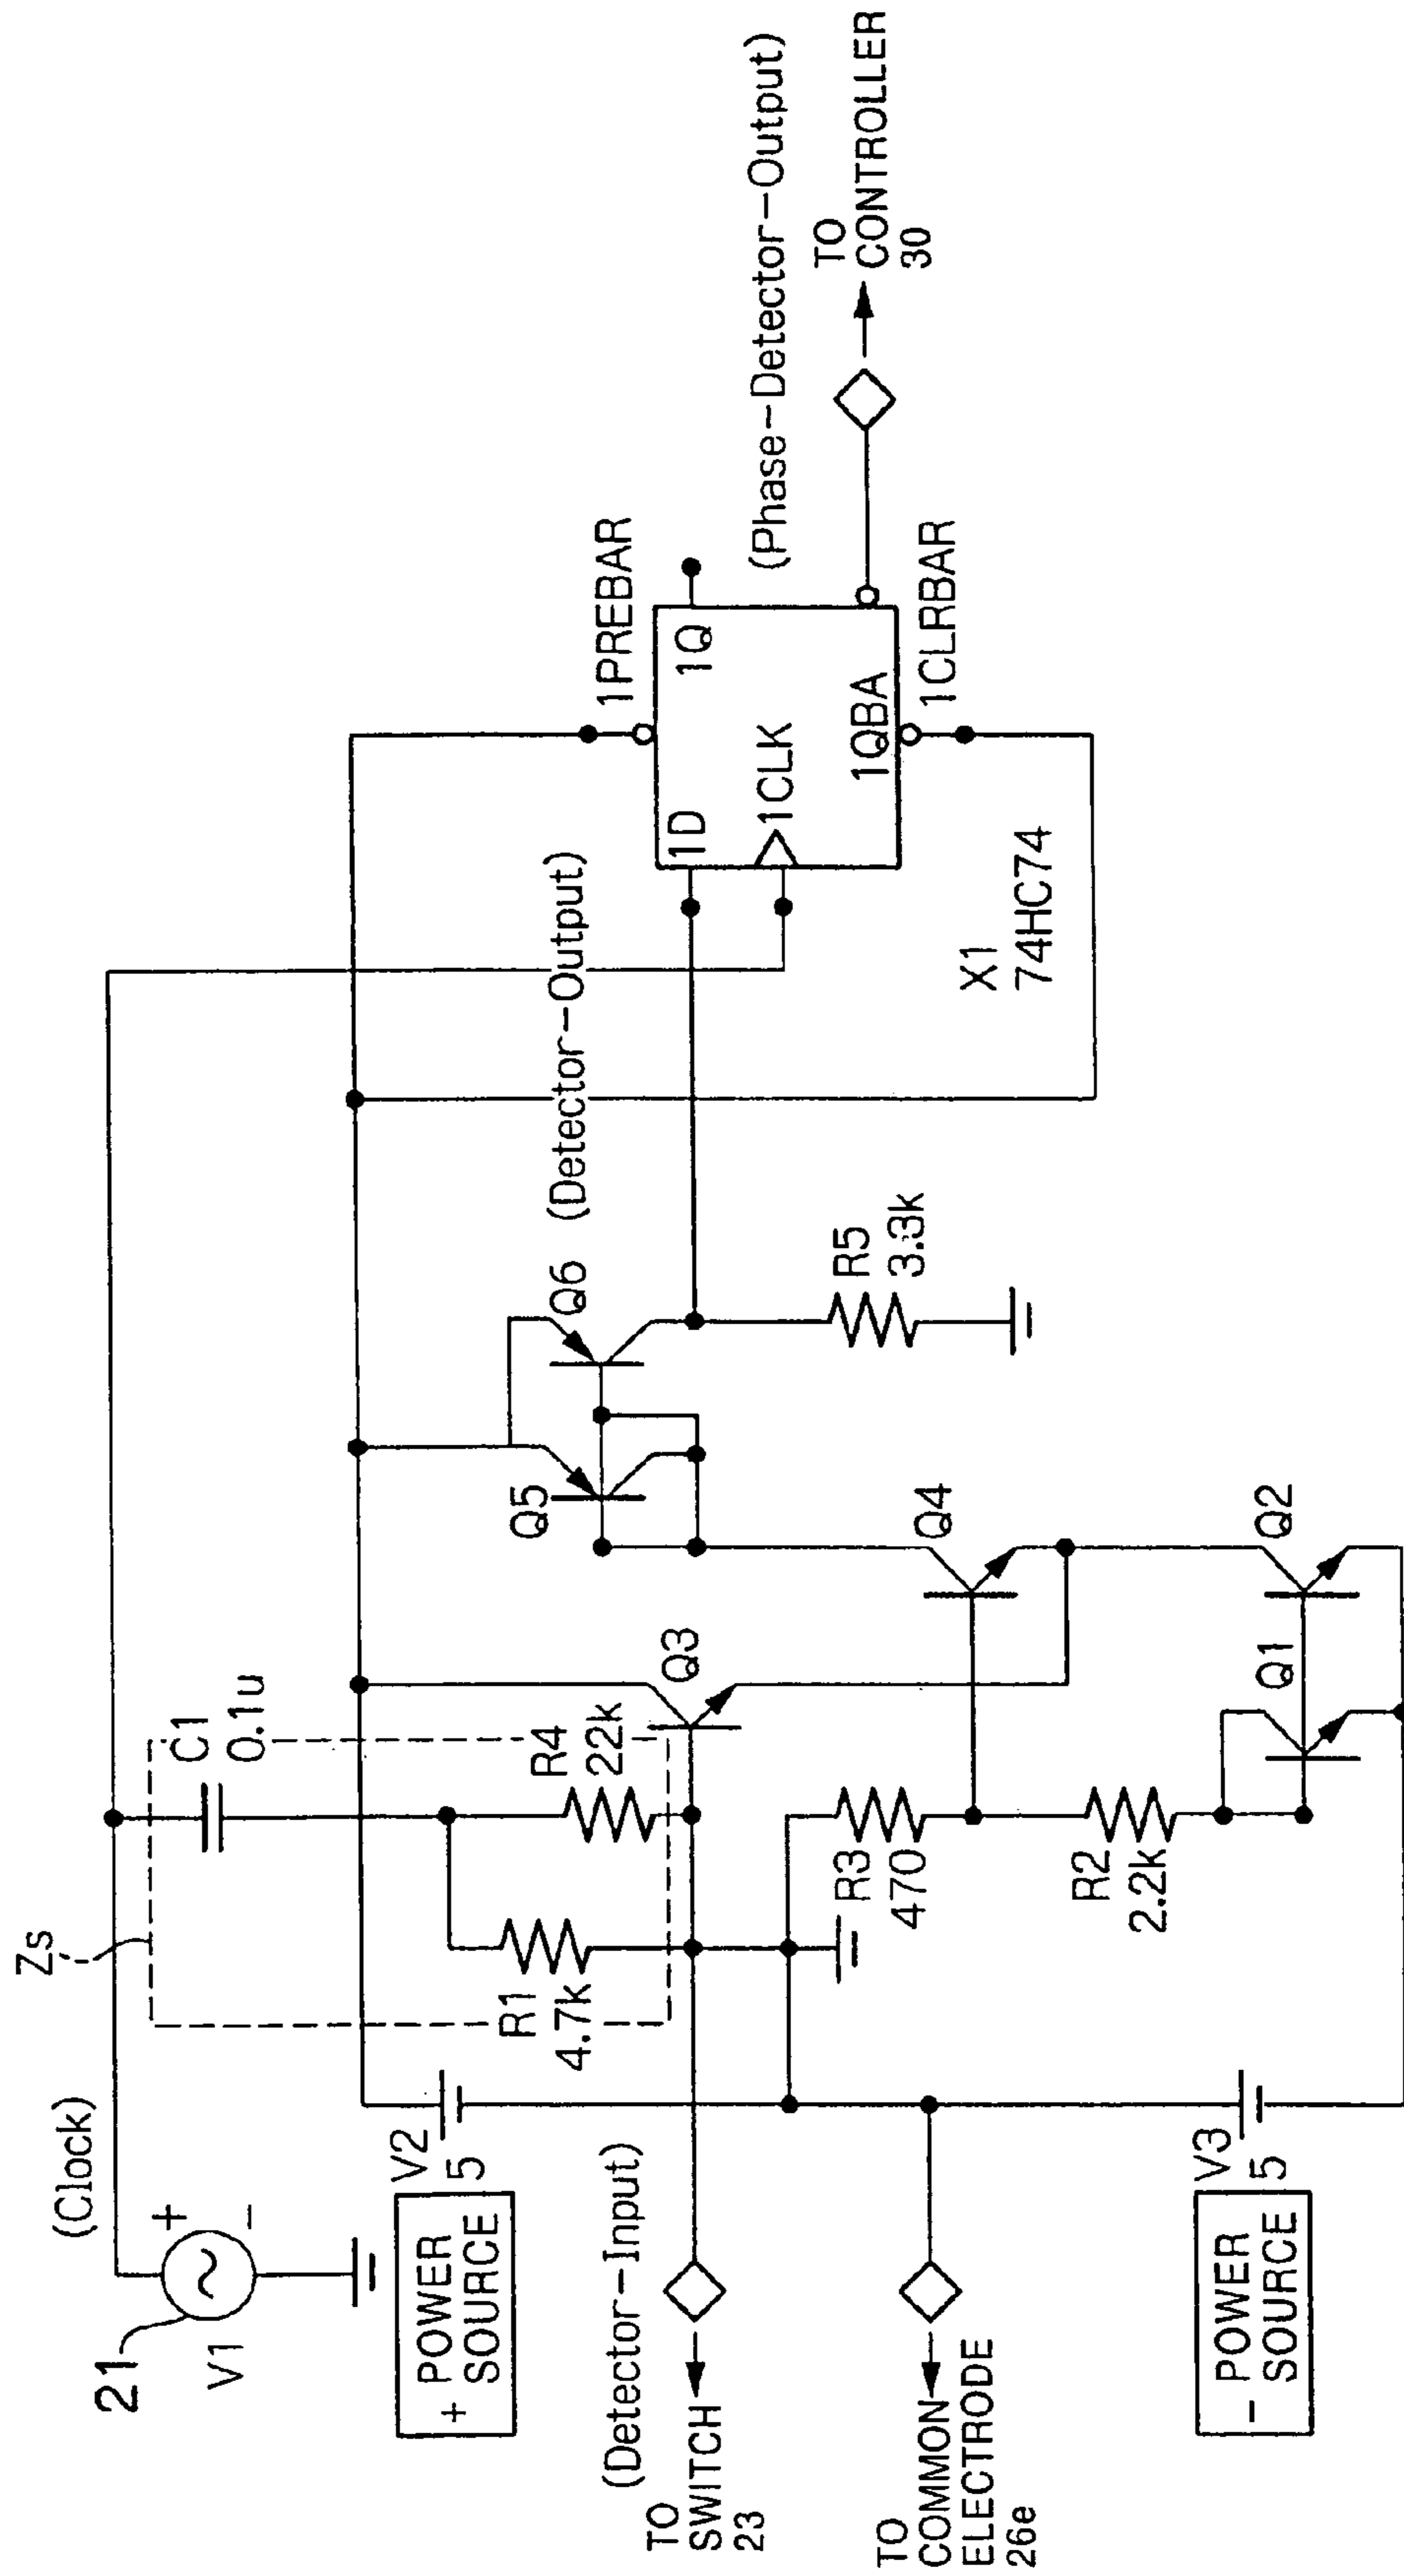 21
V1
(Clock)
+
−
Zs
C1
0.1u
R4
22k
R1
4.7k
V2
5
+ POWER
SOURCE
(Detector−Input)
TO
SWITCH
23
TO
COMMON
ELECTRODE
26e
V3
5
− POWER
SOURCE
R3
470
R2
2.2k
Q3
Q1
Q2
Q4
Q5
Q6
(Detector−Output)
R5
3.3k
X1
74HC74
1PREBAR
1D
1Q
1CLK
1QBA
1CLRBAR
(Phase−Detector−Output)
TO
CONTROLLER
30